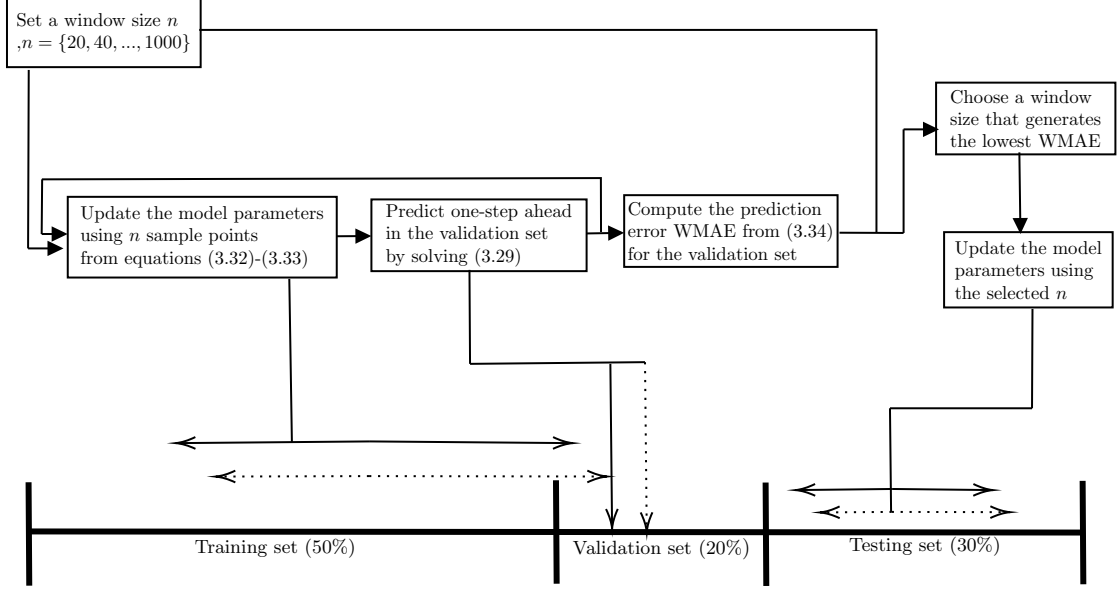 Set a window size n
,n = {20, 40, ..., 1000}
Choose a window
size that generates
the lowest WMAE
Update the model parameters
using n sample points
from equations (3.32)-(3.33)
Predict one-step ahead
in the validation set
by solving (3.29)
Compute the prediction
error WMAE from (3.34)
for the validation set
Update the model
parameters using
the selected n
Training set (50%)
Validation set (20%)
Testing set (30%)